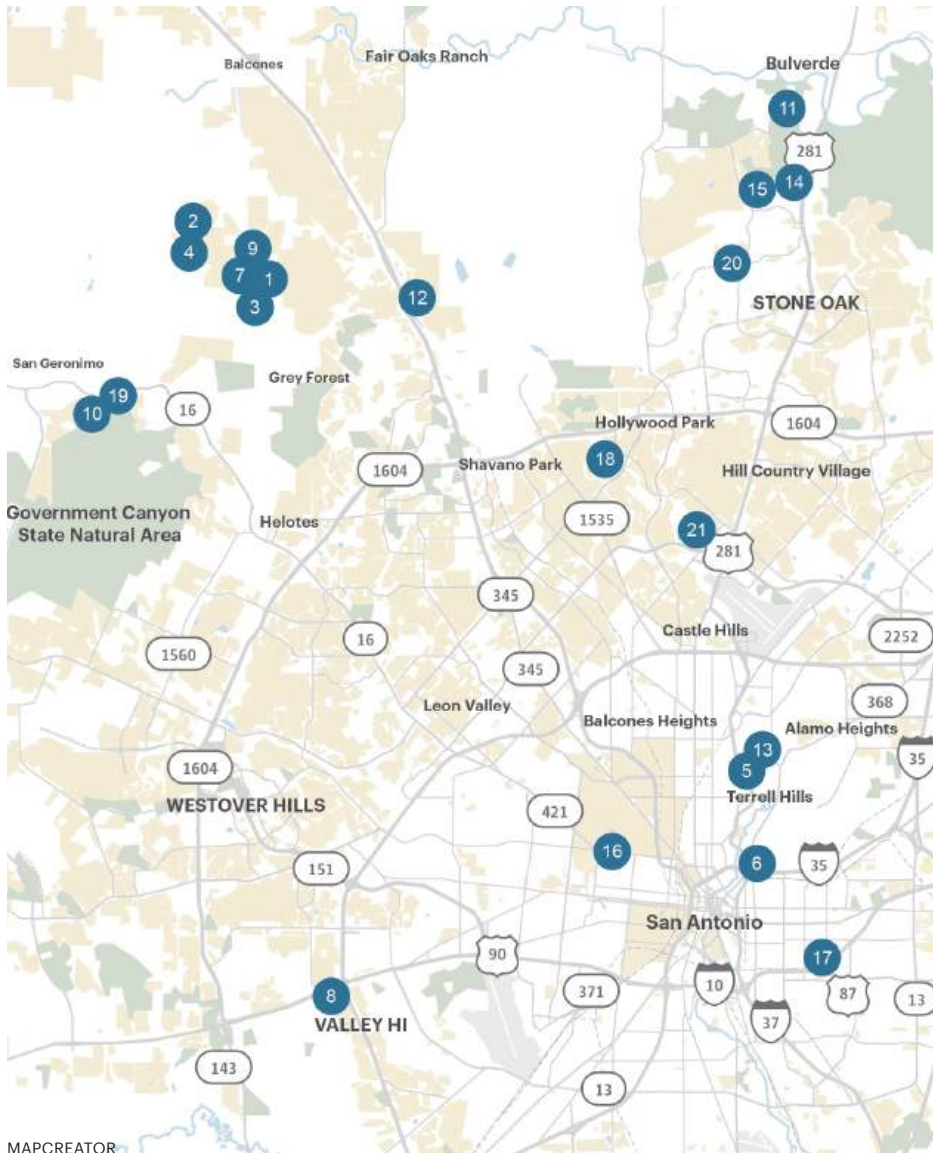 Fair Oaks Ranch
Balcones
Bulverde
11
281
15
14
2
4
9
7
1
3
20
12
STONE OAK
San Geronimo
Grey Forest
19
10
16
Hollywood Park
1604
18
1604
Shavano Park
Hill Country Village
Government Canyon
State Natural Area
Helotes
1535
21
281
345
Castle Hills
16
2252
1560
345
Leon Valley
368
Balcones Heights
Alamo Heights
13
5
35
1604
Terrell Hills
WESTOVER HILLS
421
16
6
35
151
San Antonio
90
17
10
87
371
13
8
VALLEY HI
37
143
13
MAPCREATOR